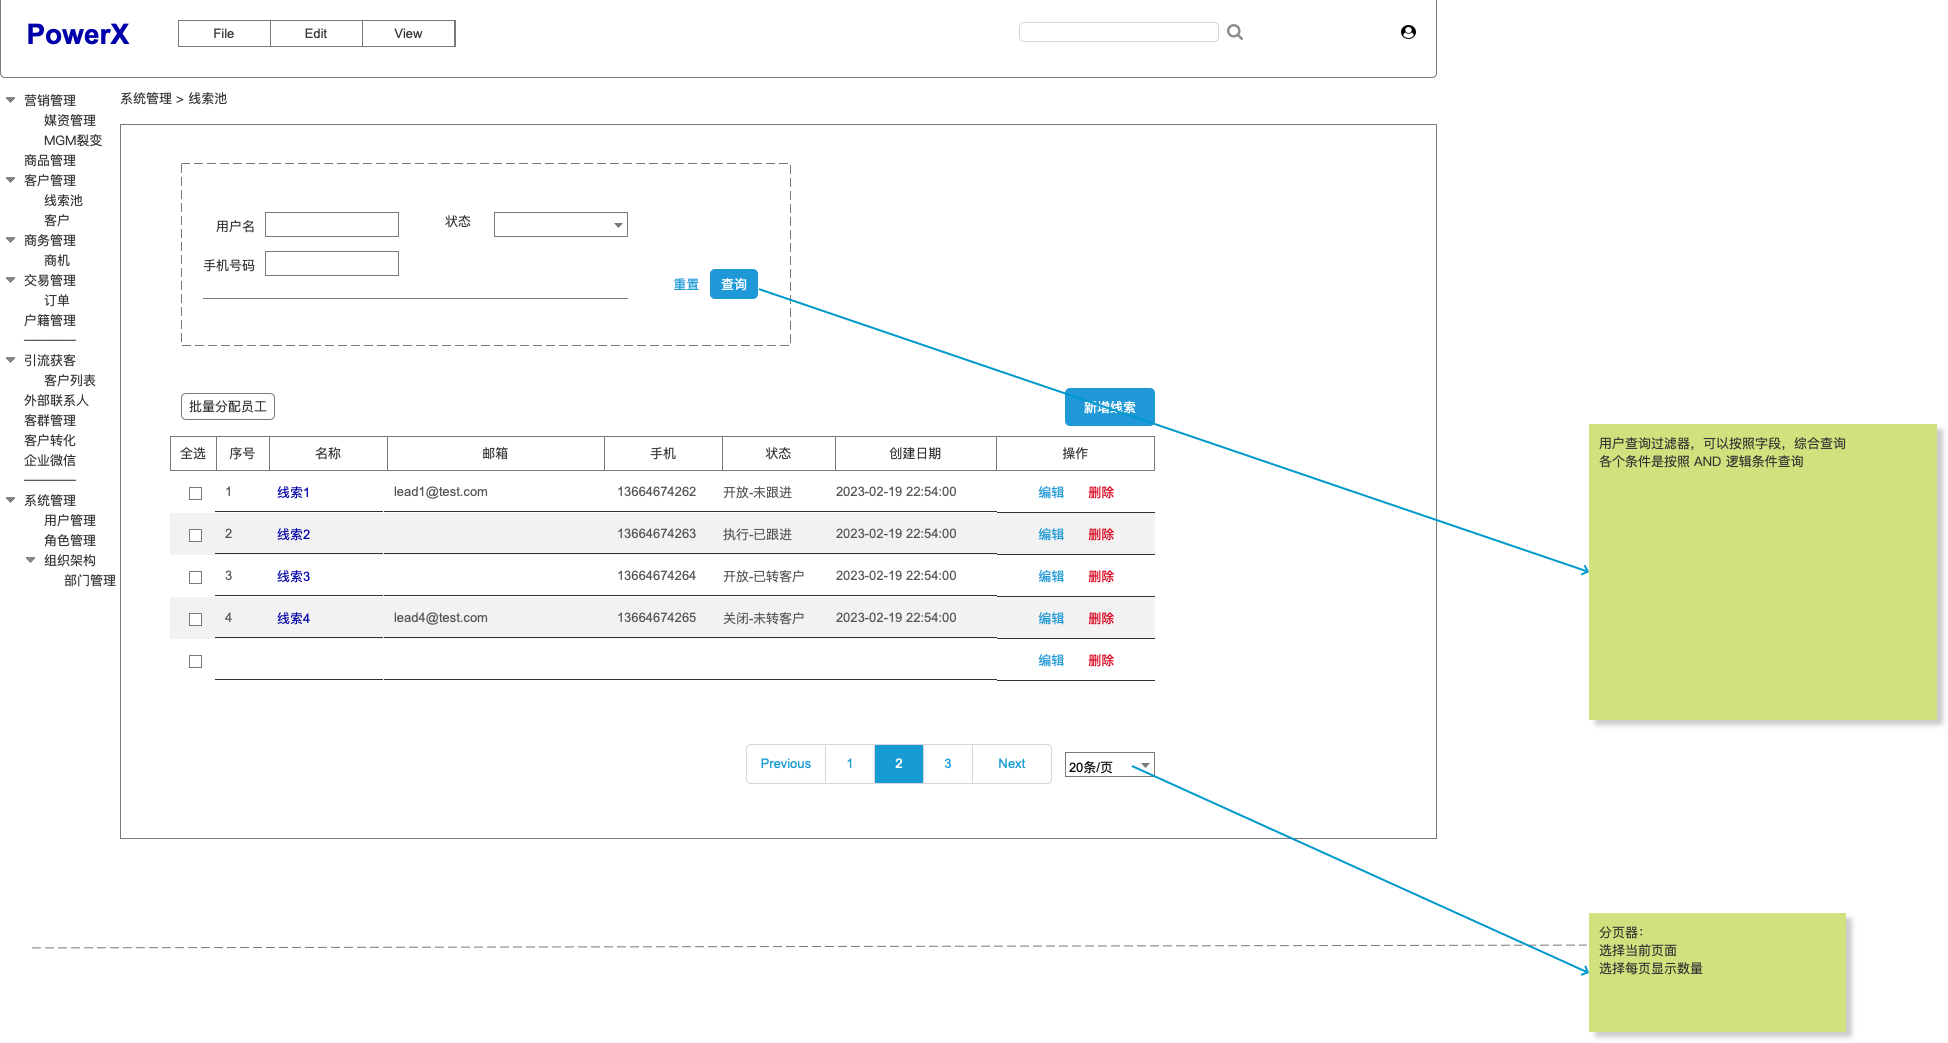 PowerX
File Edit View
营销管理
媒资管理
MGM裂变
商品管理
客户管理
线索池
客户
商务管理
商机
交易管理
订单
户籍管理
引流获客
客户列表
外部联系人
客群管理
客户转化
企业微信
系统管理
用户管理
角色管理
组织架构
部门管理
系统管理 > 线索池
用户名 状态
手机号码
重置 查询
批量分配员工 新增线索
全选 序号 名称 邮箱 手机 状态 创建日期 操作
1 线索1 lead1@test.com 13664674262 开放-未跟进 2023-02-19 22:54:00 编辑 删除
2 线索2 13664674263 执行-已跟进 2023-02-19 22:54:00 编辑 删除
3 线索3 13664674264 开放-已转客户 2023-02-19 22:54:00 编辑 删除
4 线索4 lead4@test.com 13664674265 关闭-未转客户 2023-02-19 22:54:00 编辑 删除
编辑 删除
Previous 1 2 3 Next 20条/页
用户查询过滤器，可以按照字段，综合查询
各个条件是按照 AND 逻辑条件查询
分页器：
选择当前页面
选择每页显示数量